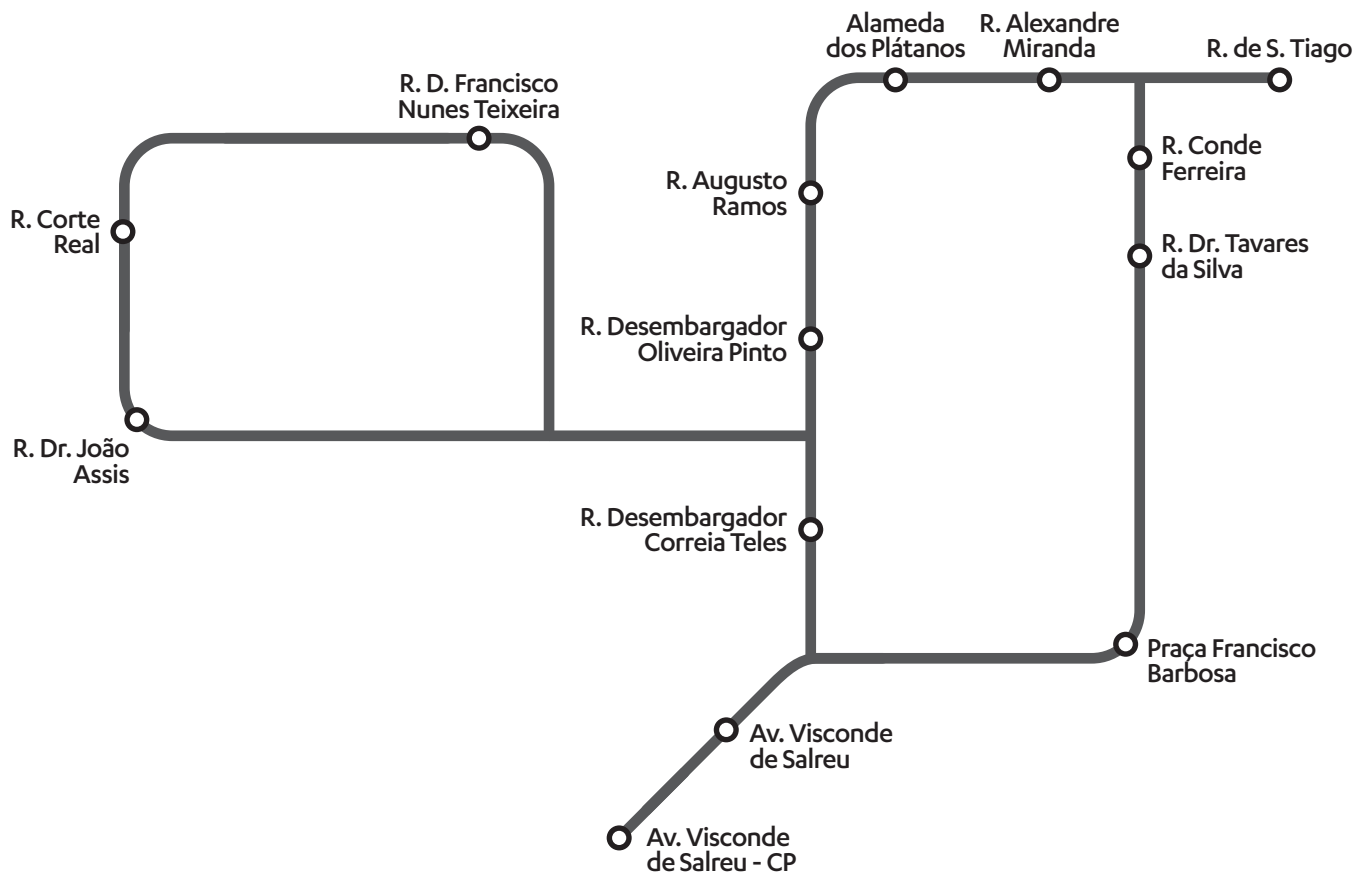 Alameda
dos Plátanos
R. Alexandre
Miranda
R. de S. Tiago
R. D. Francisco
Nunes Teixeira
R. Conde
Ferreira
R. Augusto
Ramos
R. Corte
Real
R. Dr. Tavares
da Silva
R. Desembargador
Oliveira Pinto
R. Dr. João
Assis
R. Desembargador
Correia Teles
Praça Francisco
Barbosa
Av. Visconde
de Salreu
Av. Visconde
de Salreu - CP